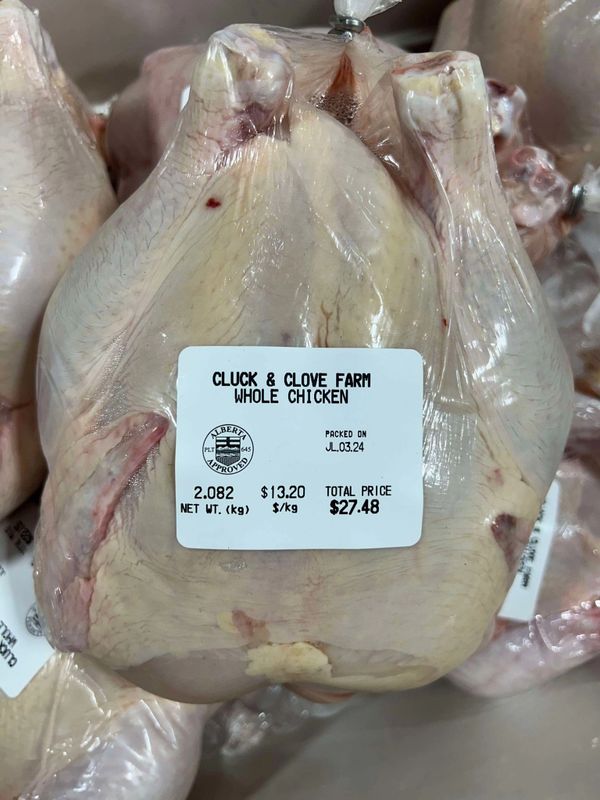 CLUCK & CLOVE FARM
WHOLE CHICKEN
ALBERTA
PLT 645
APPROVED
PACKED ON
JL.03.24
2.082 $13.20 TOTAL PRICE
NET WT. (kg) $/kg $27.48